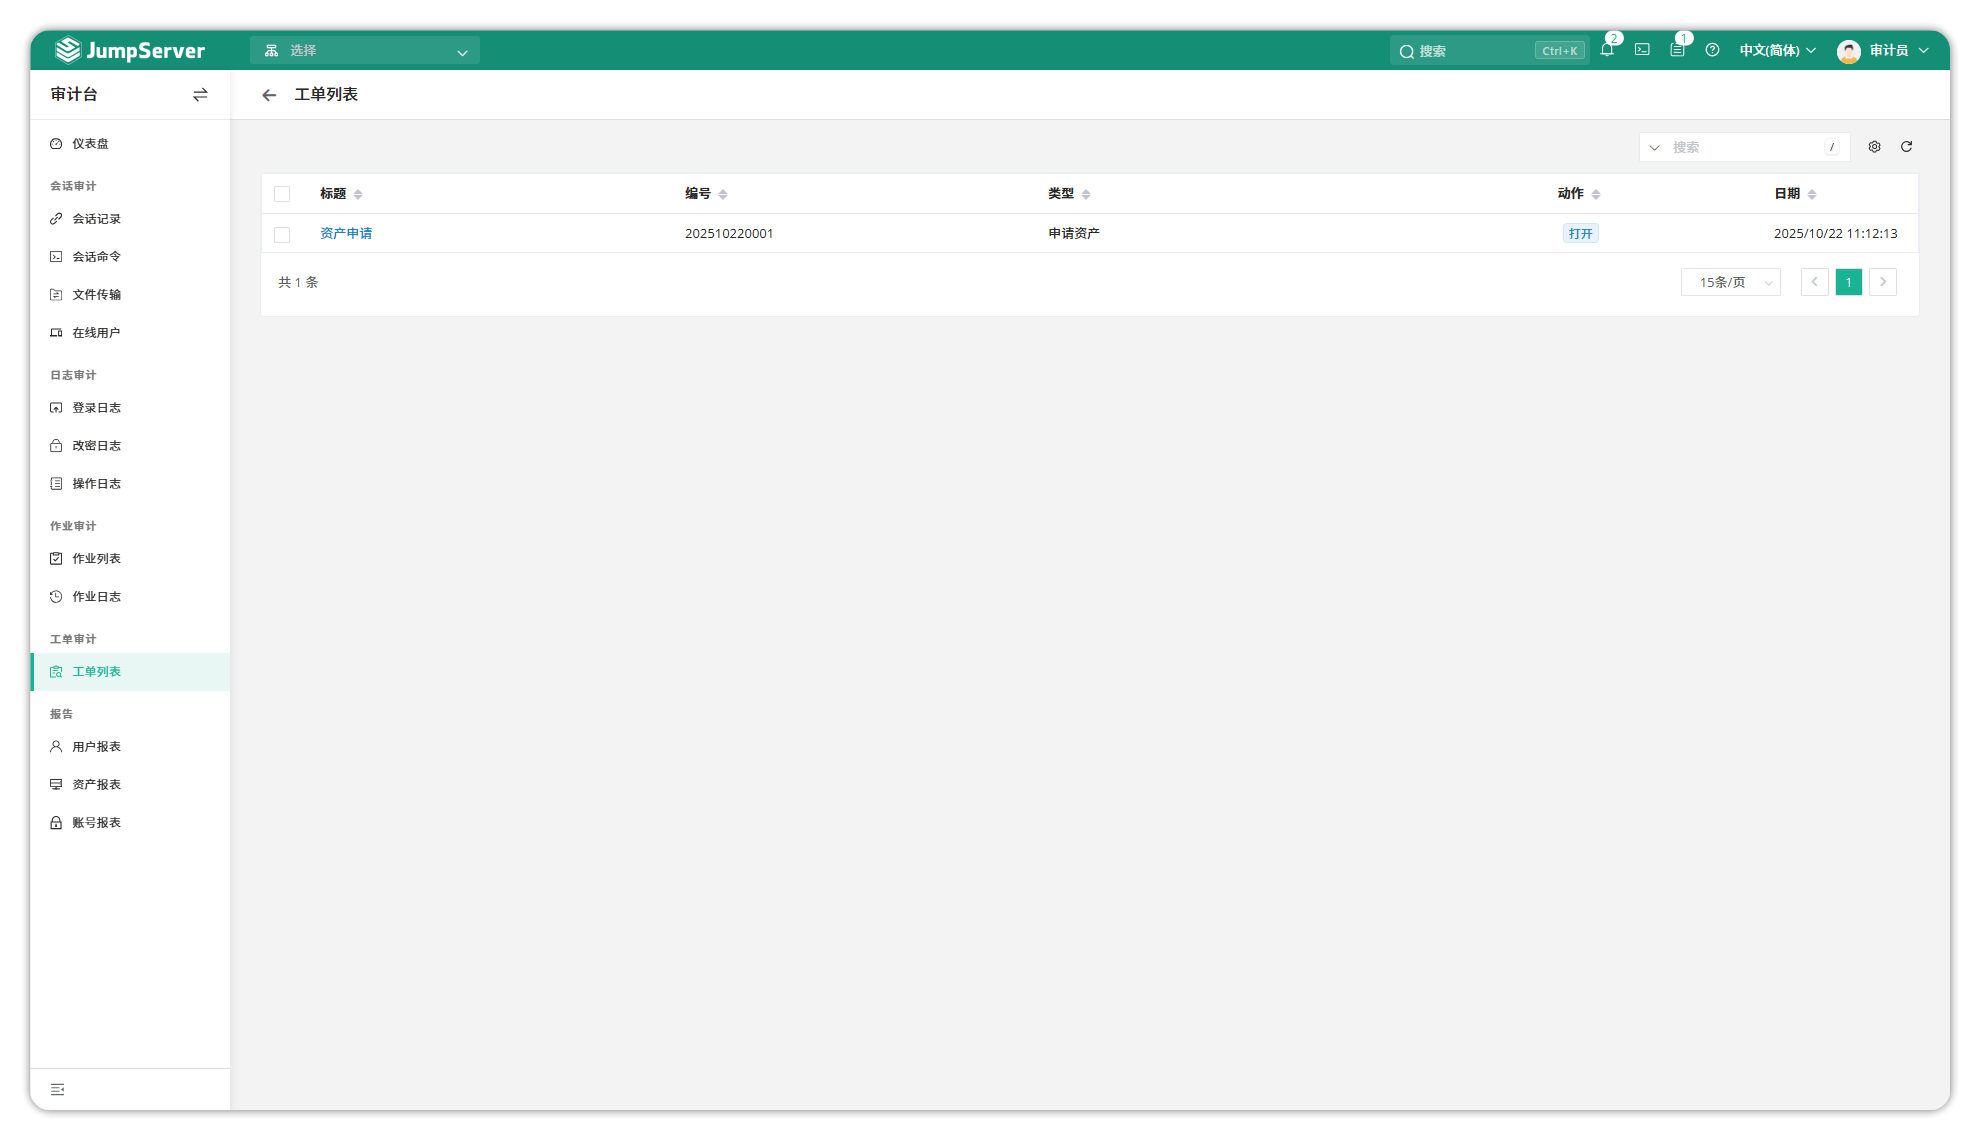 JumpServer
选择
搜索 Ctrl+K
2
1
中文(简体)
审计员
审计台
工单列表
仪表盘
会话审计
会话记录
会话命令
文件传输
在线用户
日志审计
登录日志
改密日志
操作日志
作业审计
作业列表
作业日志
工单审计
工单列表
报告
用户报表
资产报表
账号报表
搜索 /
标题 编号 类型 动作 日期
资产申请 202510220001 申请资产 打开 2025/10/22 11:12:13
共 1 条 15条/页 1